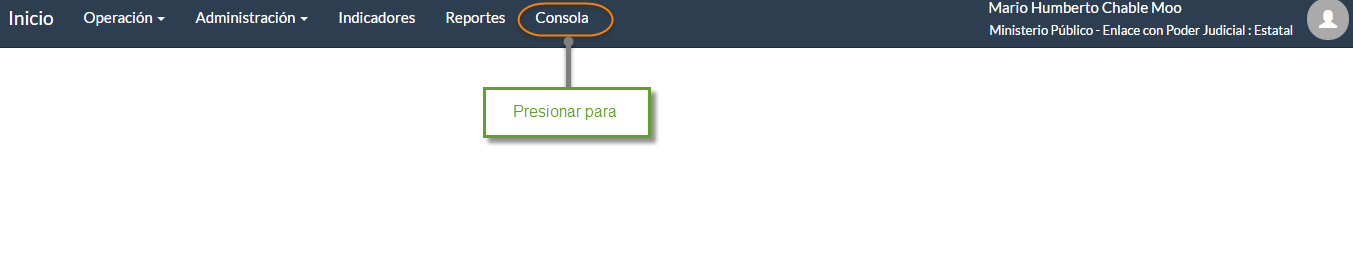 Inicio Operación Administración Indicadores Reportes Consola
Mario Humberto Chable Moo
Ministerio Público - Enlace con Poder Judicial : Estatal
Presionar para